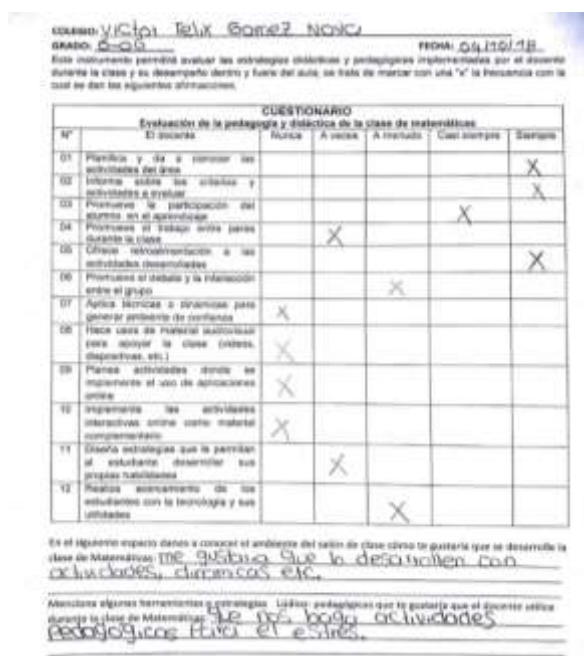 COLEGIO: Victor Felix Gomez Nova
GRADO: 6-06 FECHA: 04/10/18
Este instrumento permitirá evaluar las estrategias didácticas y pedagógicas implementadas por el docente
durante la clase y su desempeño dentro y fuera del aula, se trata de marcar con una "x" la frecuencia con la
cual se dan las siguientes afirmaciones.
CUESTIONARIO
Evaluación de la pedagogía y didáctica de la clase de matemáticas
N° El docente Nunca A veces A menudo Casi siempre Siempre
01 Planifica y da a conocer las
actividades del área X
02 Informa sobre los criterios y
actividades a evaluar X
03 Promueve la participación del
alumno en el aprendizaje X
04 Promueve el trabajo entre pares
durante la clase X
05 Ofrece retroalimentación a las
actividades desarrolladas X
06 Promueve el debate y la interacción
entre el grupo X
07 Aplica técnicas o dinámicas para
generar ambiente de confianza X
08 Hace usos de material audiovisual
para apoyar la clase (videos,
diapositivas, etc.) X
09 Planea actividades donde se
implemente el uso de aplicaciones
online X
10 Implementa las actividades
interactivas online como material
complementario X
11 Diseña estrategias que le permitan
al estudiante desarrollar sus
propias habilidades X
12 Realiza acercamiento de los
estudiantes con la tecnología y sus
utilidades X
En el siguiente espacio danos a conocer el ambiente del salón de clase cómo te gustaría que se desarrolle la
clase de Matemáticas: me gustaria que lo desarrollen con
actividades, dinamicas etc.
Menciona algunas herramientas o estrategias Lúdico- pedagógicas que te gustaría que el docente utilice
durante la clase de Matemáticas: que nos haga actividades
pedagogicas para el estres.